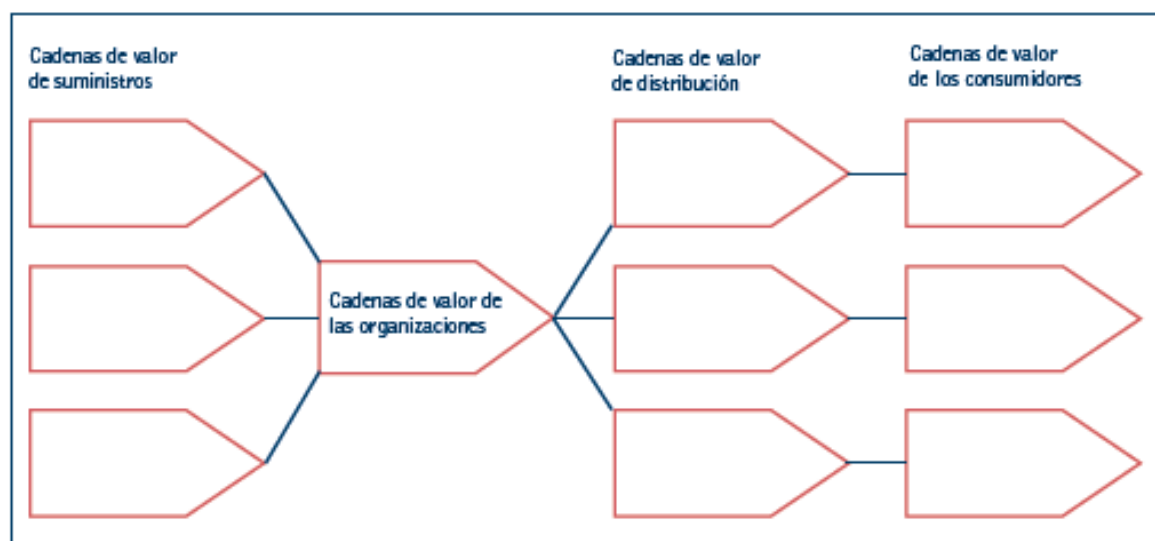 Cadenas de valor
de suministros
Cadenas de valor
de distribución
Cadenas de valor
de los consumidores
Cadenas de valor de
las organizaciones